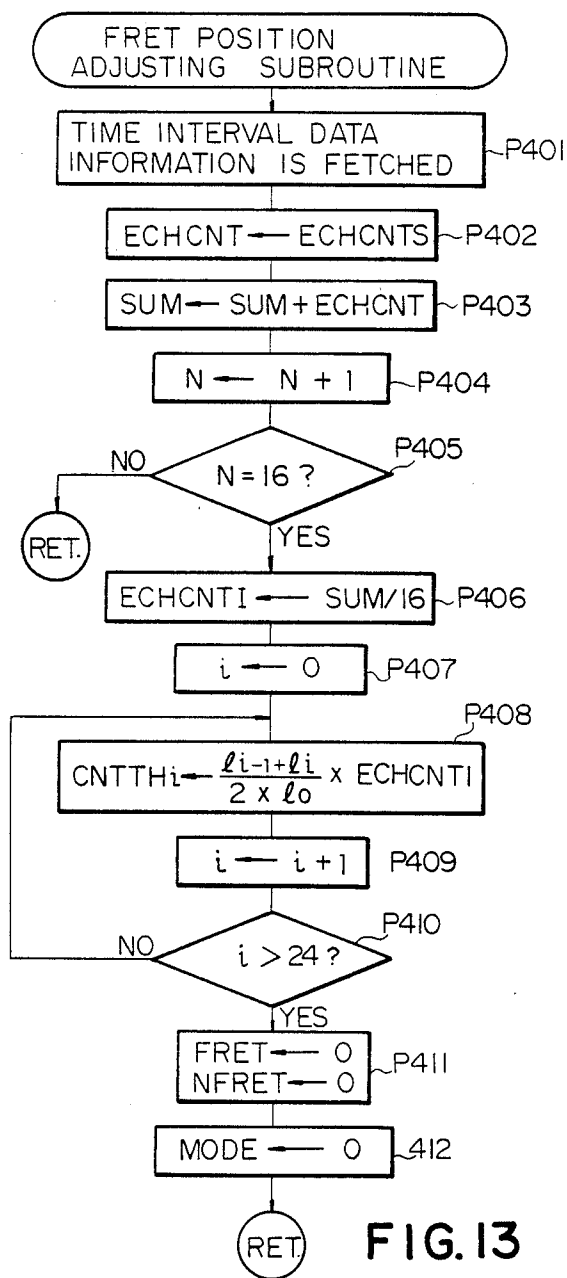 FRET POSITION
ADJUSTING SUBROUTINE
TIME INTERVAL DATA
INFORMATION IS FETCHED
P401
ECHCNT ← ECHCNTS
P402
SUM ← SUM + ECHCNT
P403
N ← N + 1
P404
P405
NO
N = 16 ?
RET.
YES
ECHCNTI ← SUM/16
P406
i ← 0
P407
P408
CNTTHi ← ℓi-1+ℓi / 2 × ℓo × ECHCNTI
i ← i + 1
P409
P410
NO
i > 24 ?
YES
FRET ← 0
NFRET ← 0
P411
MODE ← 0
412
RET.
FIG. 13